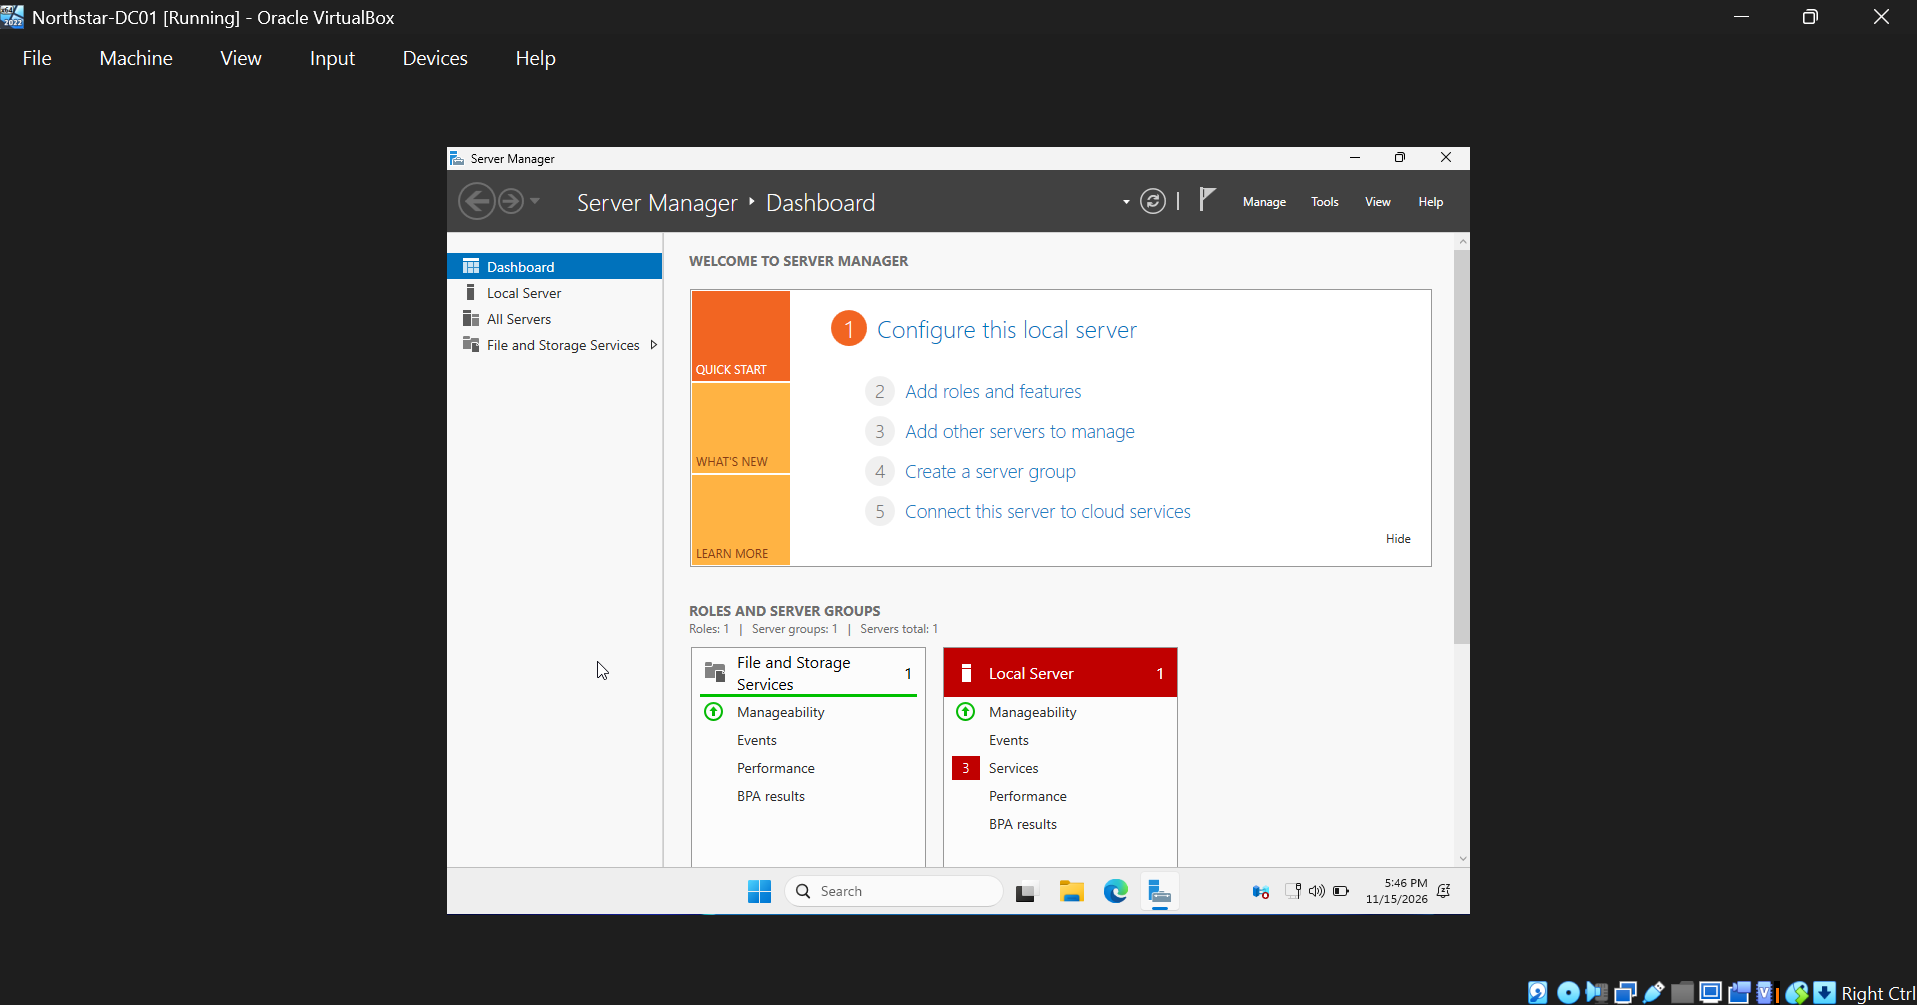 Northstar-DC01 [Running] - Oracle VirtualBox
File Machine View Input Devices Help
Server Manager
Server Manager ‣ Dashboard
Manage Tools View Help
Dashboard
Local Server
All Servers
File and Storage Services
WELCOME TO SERVER MANAGER
QUICK START
WHAT'S NEW
LEARN MORE
1 Configure this local server
2 Add roles and features
3 Add other servers to manage
4 Create a server group
5 Connect this server to cloud services
Hide
ROLES AND SERVER GROUPS
Roles: 1 | Server groups: 1 | Servers total: 1
File and Storage
Services
1
Manageability
Events
Performance
BPA results
Local Server 1
Manageability
Events
3 Services
Performance
BPA results
Search
5:46 PM
11/15/2026
Right Ctrl